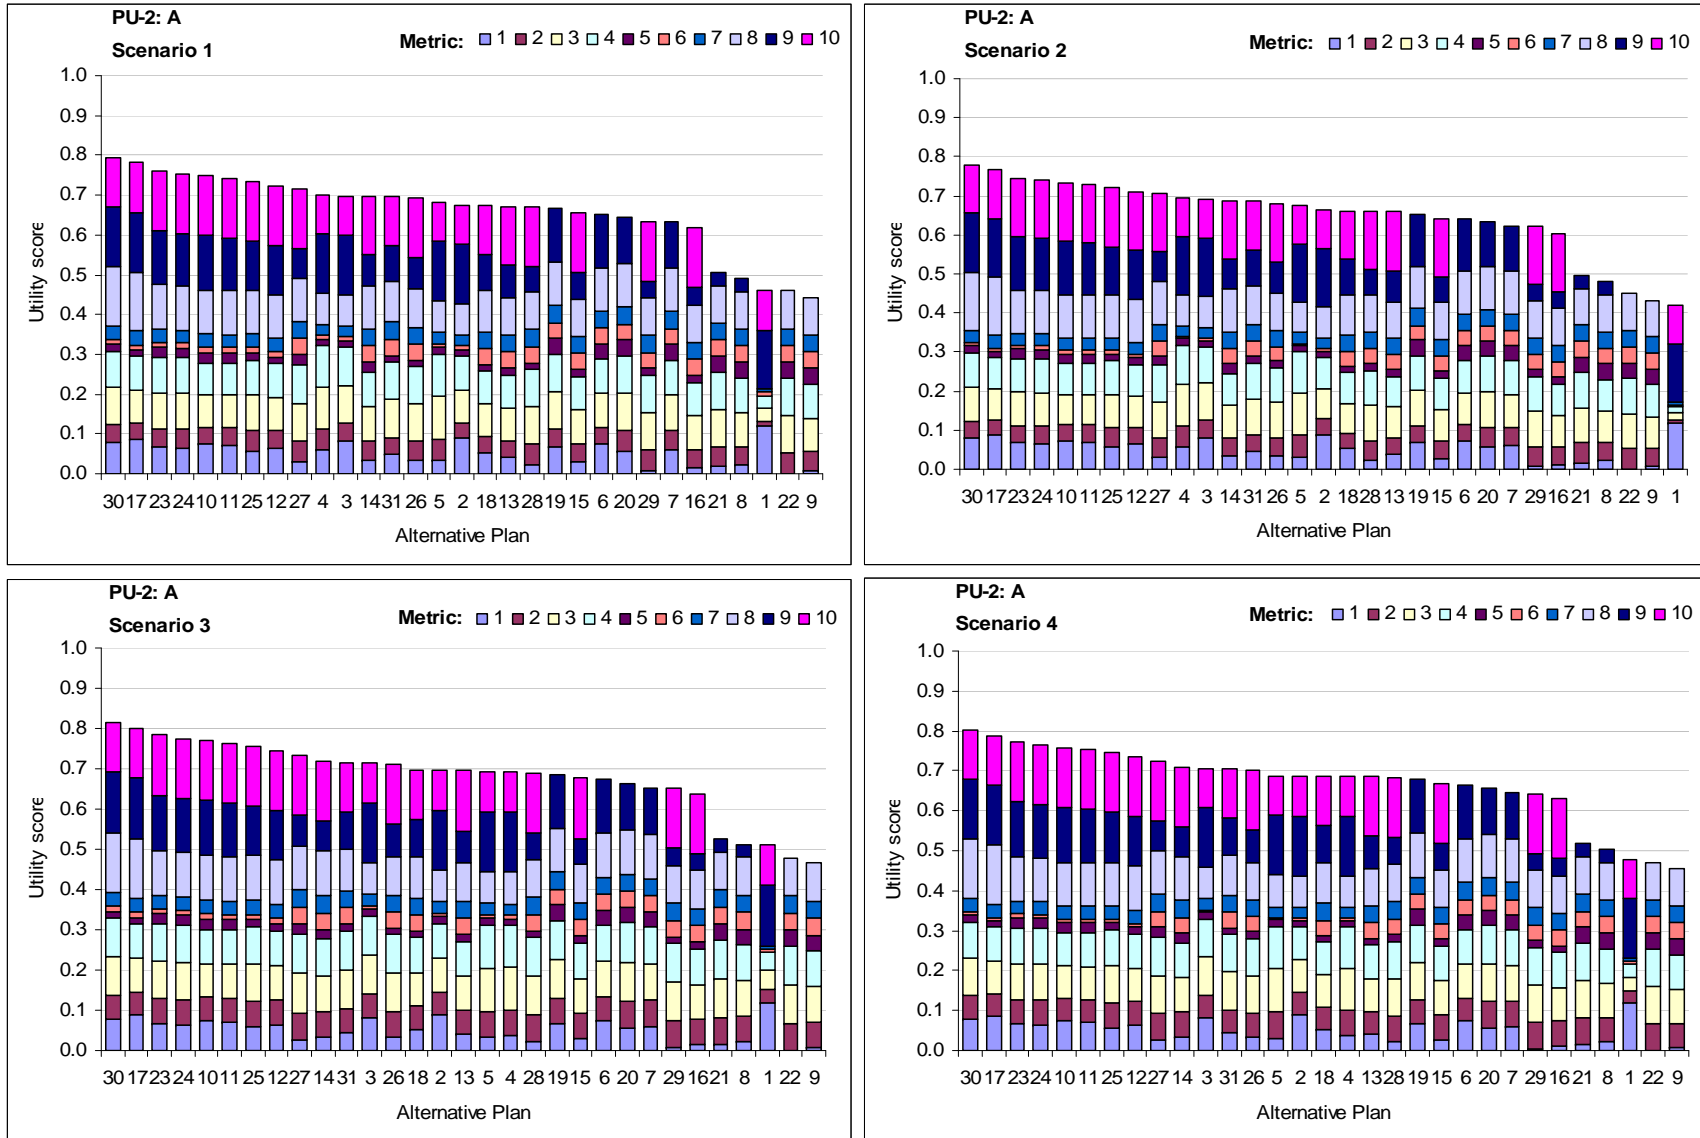 PU-2: A
Scenario 1
Metric: 1 2 3 4 5 6 7 8 9 10
Utility score
1.0
0.9
0.8
0.7
0.6
0.5
0.4
0.3
0.2
0.1
0.0
30 17 23 24 10 11 25 12 27 4 3 14 31 26 5 2 18 13 28 19 15 6 20 29 7 16 21 8 1 22 9
Alternative Plan
PU-2: A
Scenario 2
Metric: 1 2 3 4 5 6 7 8 9 10
Utility score
1.0
0.9
0.8
0.7
0.6
0.5
0.4
0.3
0.2
0.1
0.0
30 17 23 24 10 11 25 12 27 4 3 14 31 26 5 2 18 28 13 19 15 6 20 7 29 16 21 8 22 9 1
Alternative Plan
PU-2: A
Scenario 3
Metric: 1 2 3 4 5 6 7 8 9 10
Utility score
1.0
0.9
0.8
0.7
0.6
0.5
0.4
0.3
0.2
0.1
0.0
30 17 23 24 10 11 25 12 27 14 31 3 26 18 2 13 5 4 28 19 15 6 20 7 29 16 21 8 1 22 9
Alternative Plan
PU-2: A
Scenario 4
Metric: 1 2 3 4 5 6 7 8 9 10
Utility score
1.0
0.9
0.8
0.7
0.6
0.5
0.4
0.3
0.2
0.1
0.0
30 17 23 24 10 11 25 12 27 14 3 31 26 5 2 18 4 13 28 19 15 6 20 7 29 16 21 8 1 22 9
Alternative Plan